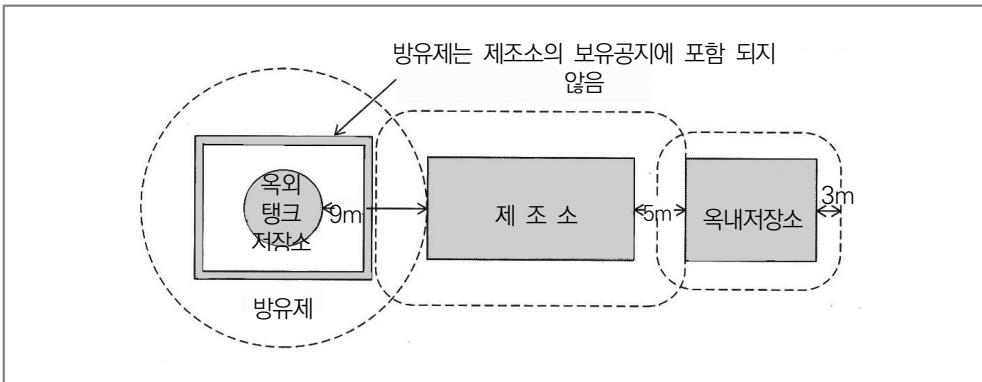 방유제는 제조소의 보유공지에 포함 되지
않음
옥외
탱크
저장소
9m
제 조 소
5m
옥내저장소
3m
방유제